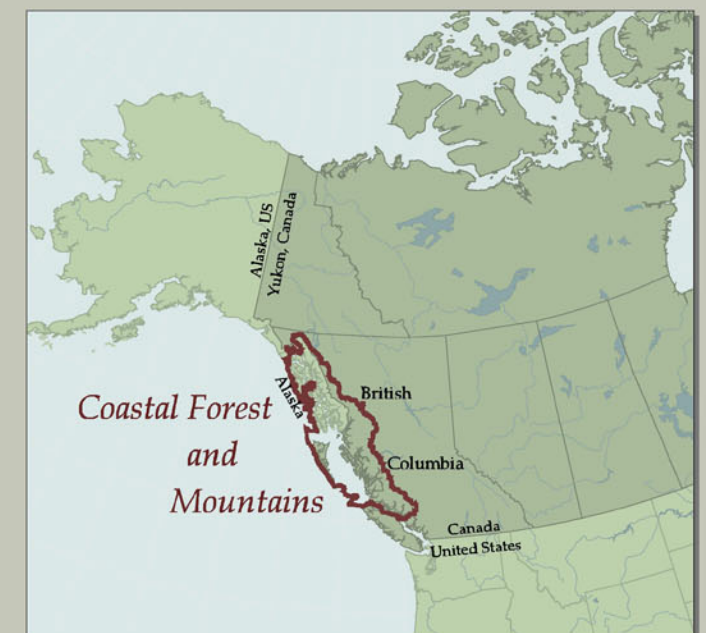 Alaska, US
Yukon, Canada
Alaska
British
Columbia
Coastal Forest
and
Mountains
Canada
United States